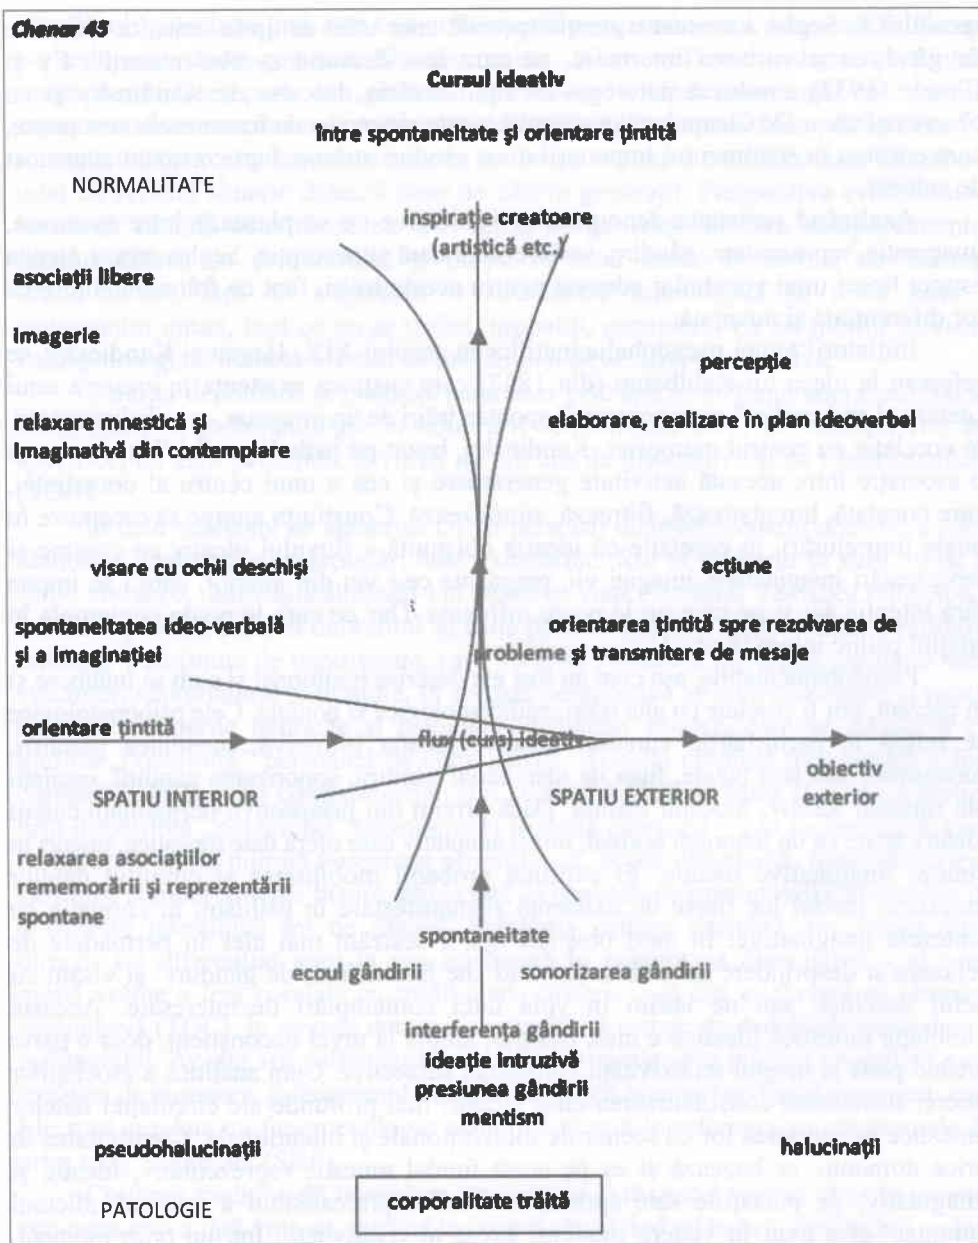 Chenar 45
Cursul ideativ
între spontaneitate și orientare țintită
NORMALITATE
inspirație creatoare
(artistică etc.)
asociații libere
imagerie
percepție
relaxare mnestică și
imaginativă din contemplare
elaborare, realizare în plan ideoverbal
visare cu ochii deschiși
acțiune
spontaneitatea ideo-verbală
și a imaginației
orientarea țintită spre rezolvarea de
probleme și transmitere de mesaje
orientare țintită
flux (curs) ideativ
obiectiv
exterior
SPATIU INTERIOR
SPATIU EXTERIOR
relaxarea asociațiilor
rememorării și reprezentării
spontane
spontaneitate
ecoul gândirii
sonorizarea gândirii
interferența gândirii
ideație intruzivă
presiunea gândirii
mentism
pseudohalucinații
halucinații
PATOLOGIE
corporalitate trăită